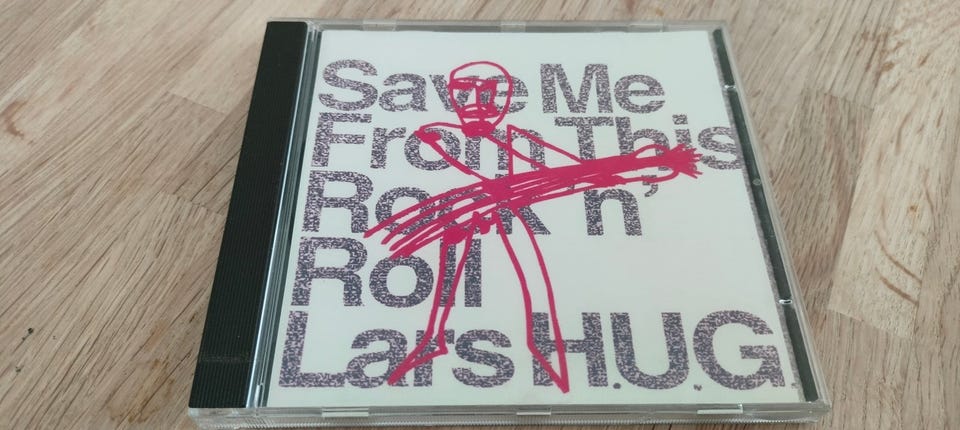 Save Me
From This
Rock 'n'
Roll
Lars H.U.G.